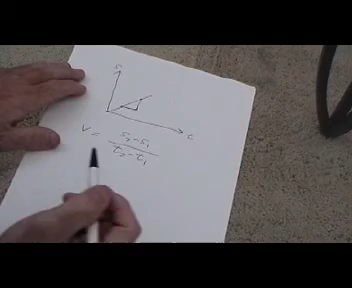 s
t
V = s₂ - s₁
t₂ - t₁